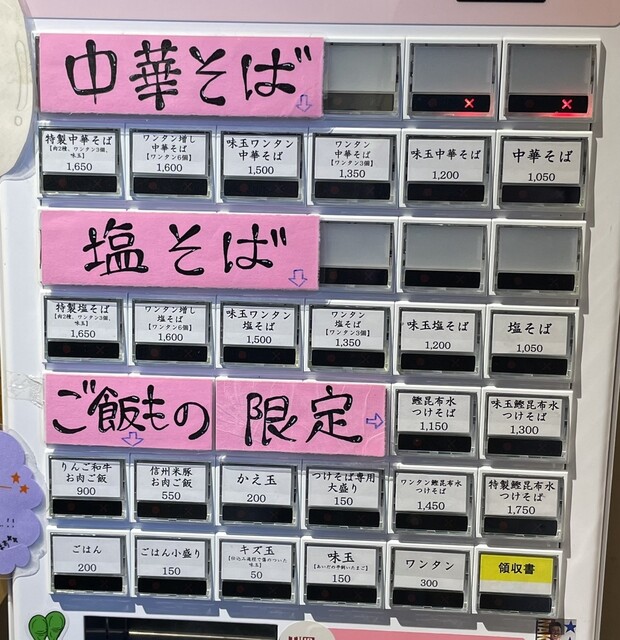 中華そば
特製中華そば
【肉2種、ワンタン3個、
味玉】
1,650
ワンタン増し
中華そば
【ワンタン6個】
1,600
味玉ワンタン
中華そば
1,500
ワンタン
中華そば
【ワンタン3個】
1,350
味玉中華そば
1,200
中華そば
1,050
塩そば
特製塩そば
【肉2種、ワンタン3個、
味玉】
1,650
ワンタン増し
塩そば
【ワンタン6個】
1,600
味玉ワンタン
塩そば
1,500
ワンタン
塩そば
【ワンタン3個】
1,350
味玉塩そば
1,200
塩そば
1,050
ご飯もの
限定
鰹昆布水
つけそば
1,150
味玉鰹昆布水
つけそば
1,300
りんご和牛
お肉ご飯
900
信州米豚
お肉ご飯
550
かえ玉
200
つけそば専用
大盛り
150
ワンタン鰹昆布水
つけそば
1,450
特製鰹昆布水
つけそば
1,750
ごはん
200
ごはん小盛り
150
キズ玉
【仕込み過程で傷のついた
味玉】
50
味玉
150
ワンタン
300
領収書